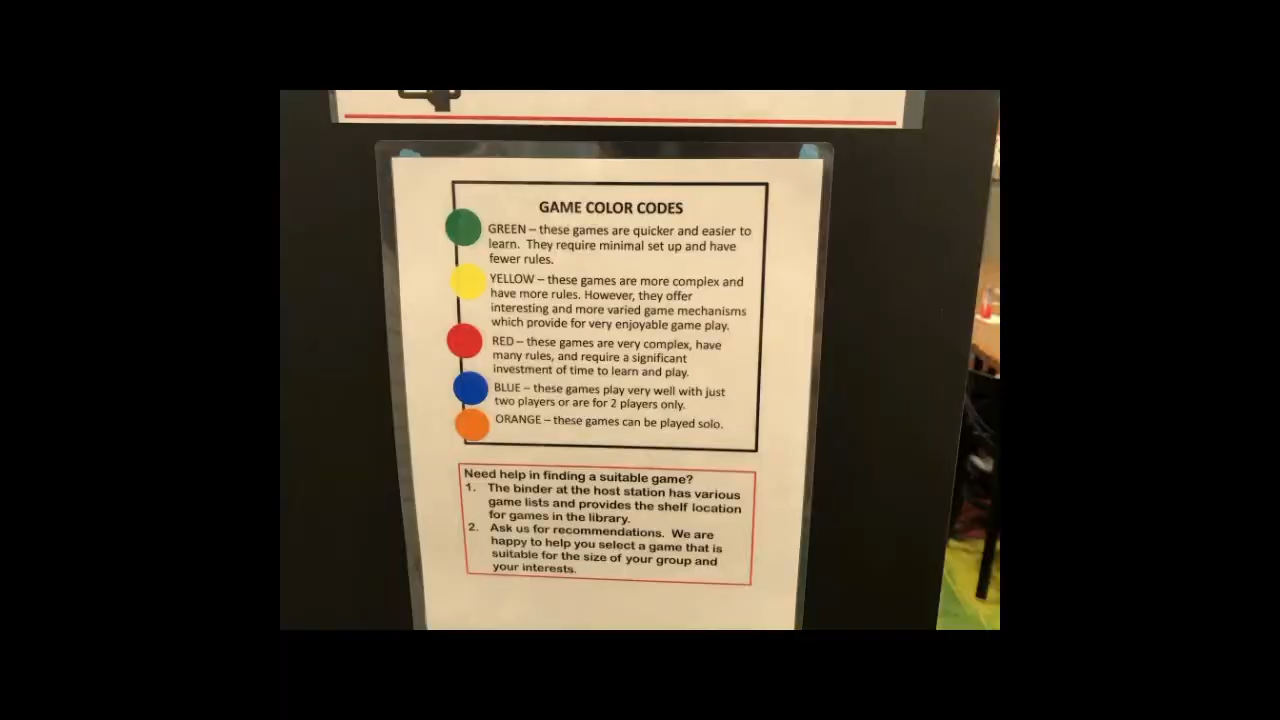 GAME COLOR CODES
GREEN – these games are quicker and easier to
learn. They require minimal set up and have
fewer rules.
YELLOW – these games are more complex and
have more rules. However, they offer
interesting and more varied game mechanisms
which provide for very enjoyable game play.
RED – these games are very complex, have
many rules, and require a significant
investment of time to learn and play.
BLUE – these games play very well with just
two players or are for 2 players only.
ORANGE – these games can be played solo.
Need help in finding a suitable game?
1. The binder at the host station has various
game lists and provides the shelf location
for games in the library.
2. Ask us for recommendations. We are
happy to help you select a game that is
suitable for the size of your group and
your interests.